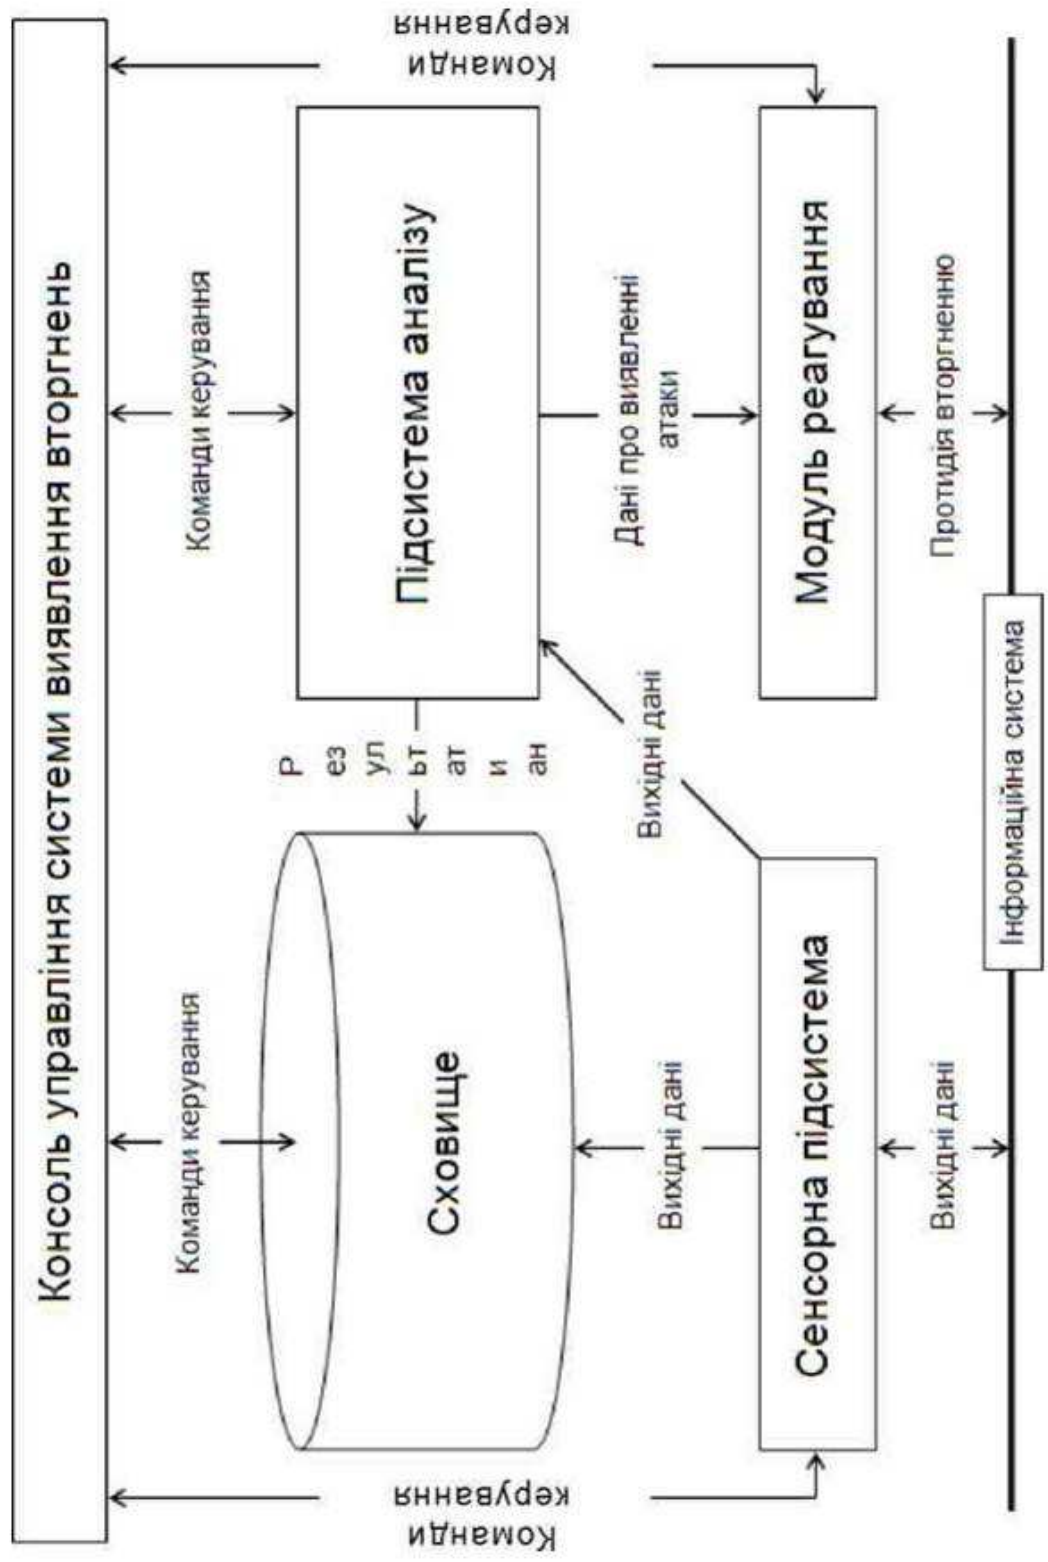 Консоль управління системи виявлення вторгнень
Команди
керування
Команди керування
Команди керування
Команди
керування
Сховище
Р
ез
ул
ьт
ат
и
ан
Підсистема аналізу
Вихідні дані
Вихідні дані
Дані про виявленні
атаки
Сенсорна підсистема
Модуль реагування
Вихідні дані
Протидія вторгненню
Інформаційна система